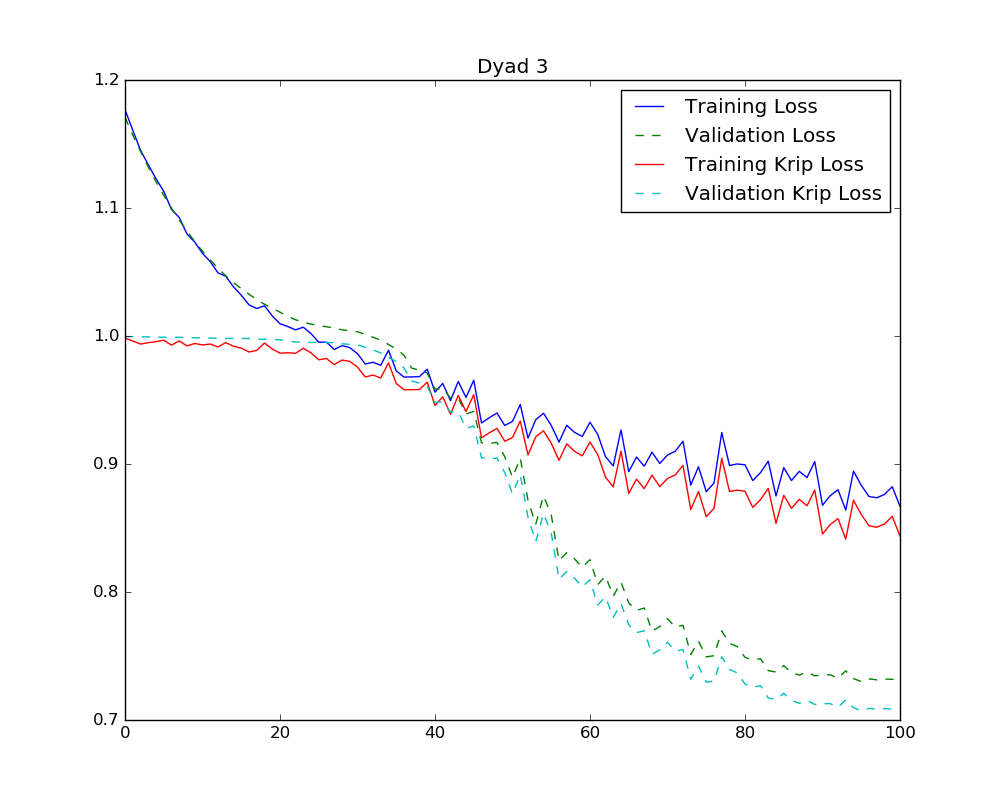 Dyad 3
1.2
1.1
1.0
0.9
0.8
0.7
0 20 40 60 80 100
Training Loss
Validation Loss
Training Krip Loss
Validation Krip Loss